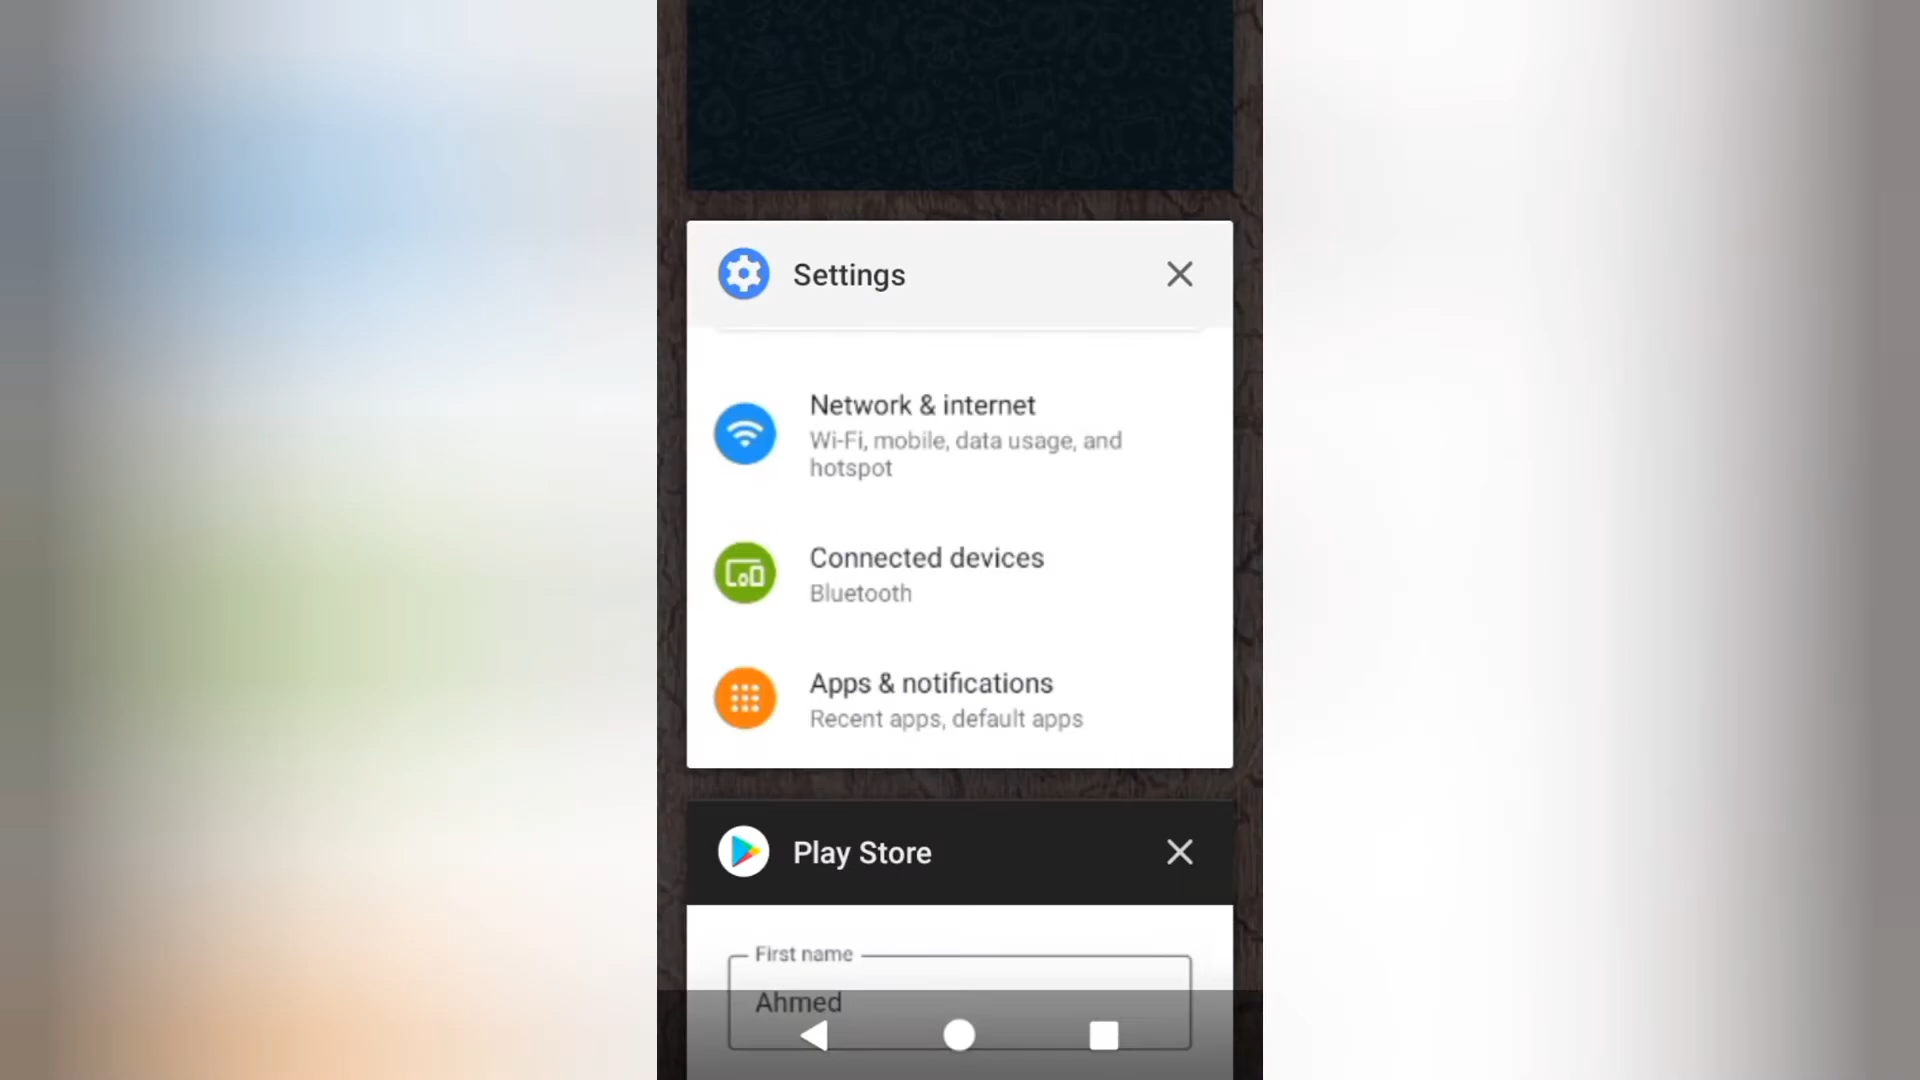 Settings
Network & internet
Wi-Fi, mobile, data usage, and
hotspot
Connected devices
Bluetooth
Apps & notifications
Recent apps, default apps
Play Store
First name
Ahmed